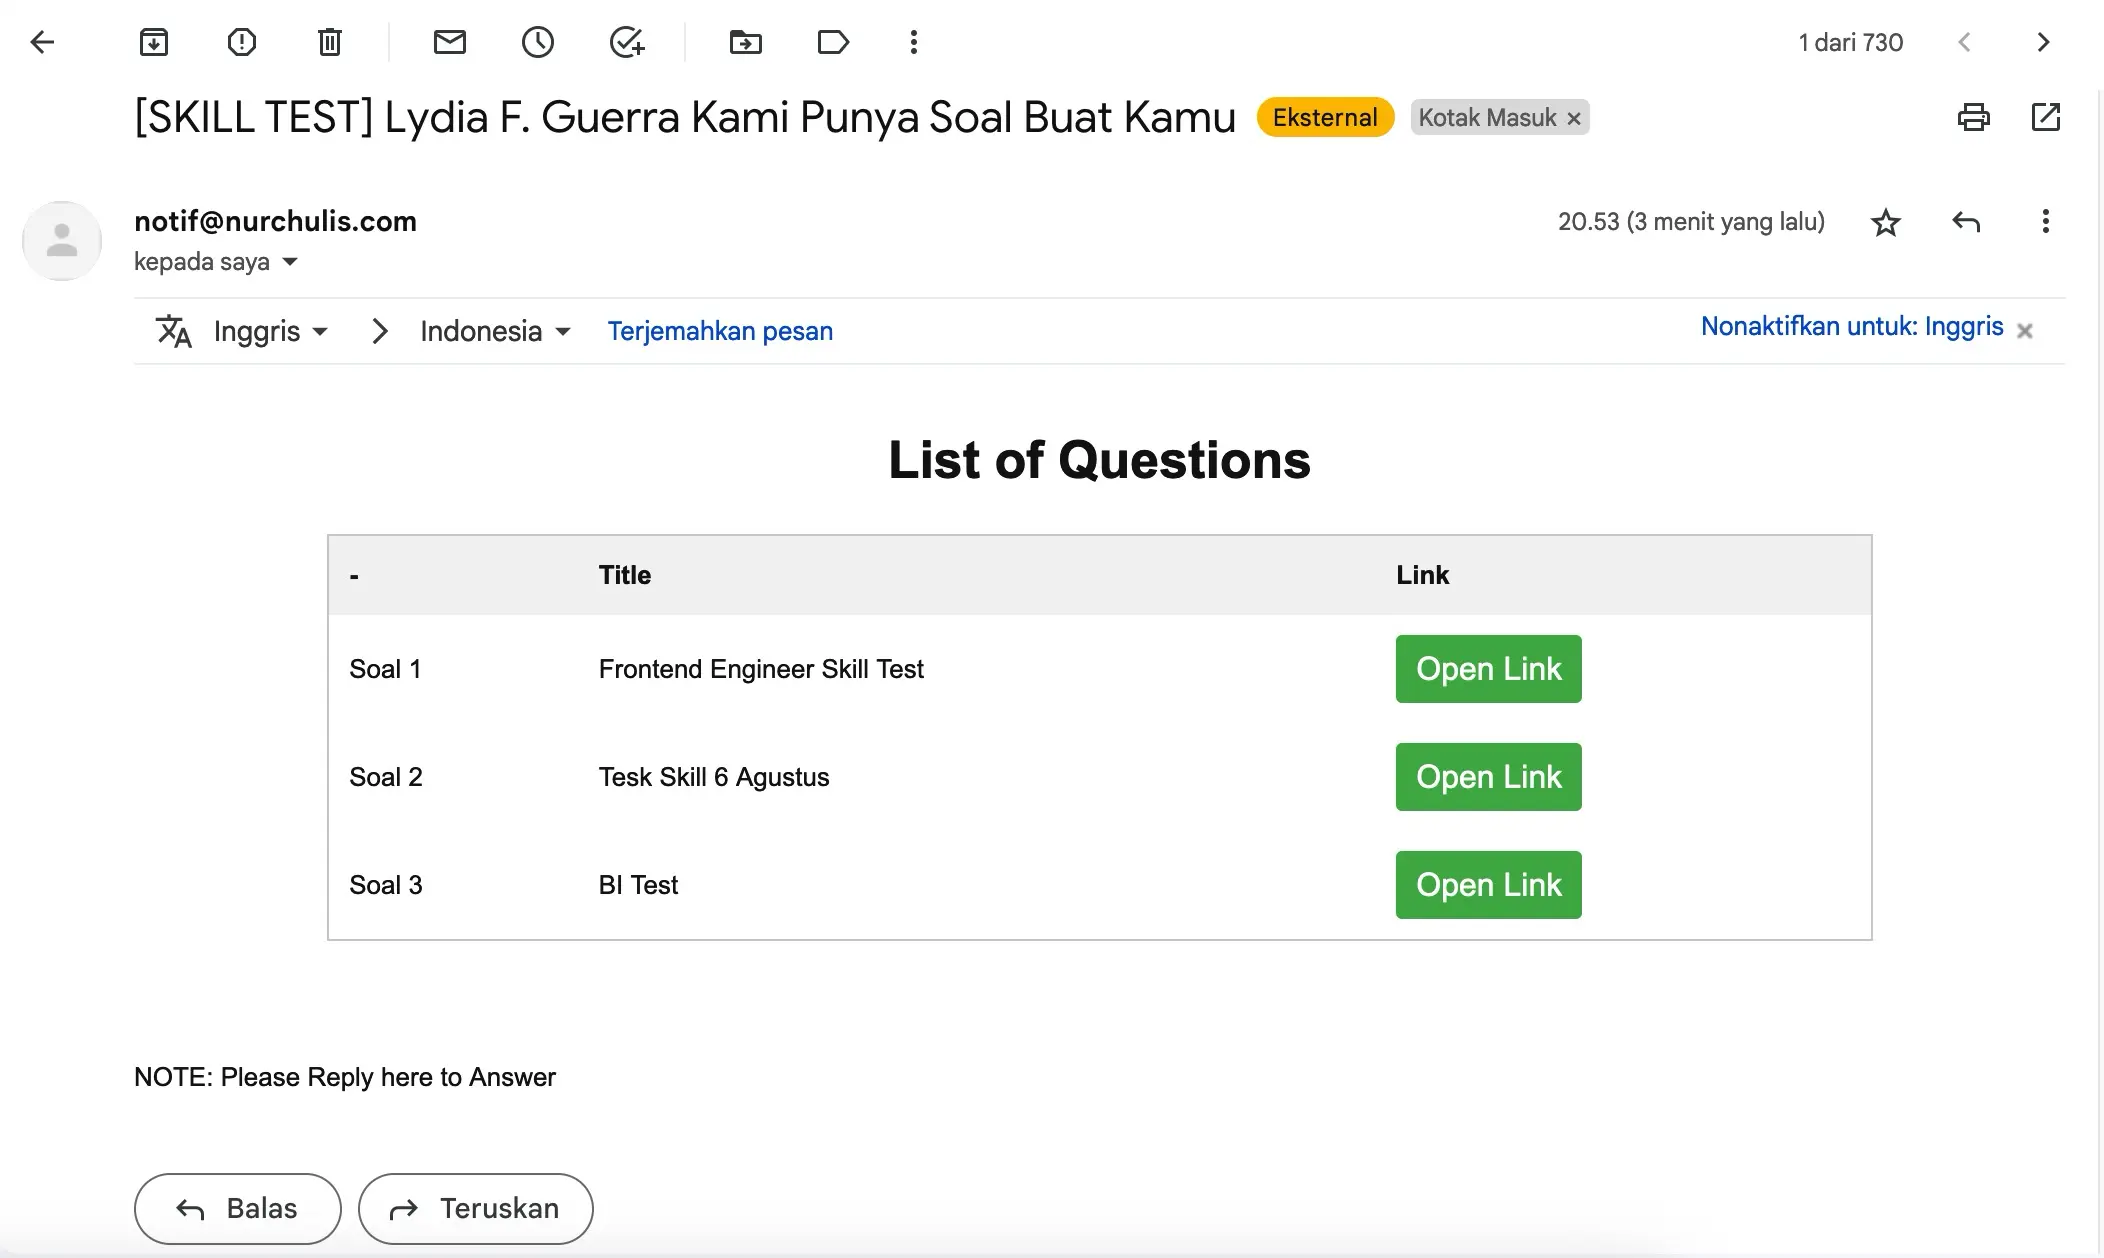 1 dari 730
[SKILL TEST] Lydia F. Guerra Kami Punya Soal Buat Kamu Eksternal Kotak Masuk ×
notif@nurchulis.com 20.53 (3 menit yang lalu)
kepada saya
Inggris > Indonesia Terjemahkan pesan Nonaktifkan untuk: Inggris ×
List of Questions
- Title Link
Soal 1 Frontend Engineer Skill Test Open Link
Soal 2 Tesk Skill 6 Agustus Open Link
Soal 3 BI Test Open Link
NOTE: Please Reply here to Answer
Balas Teruskan